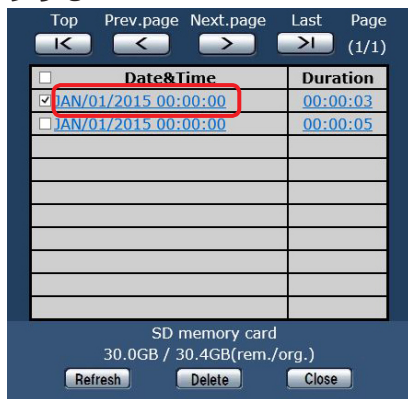 Top Prev.page Next.page Last Page
(1/1)
Date&Time Duration
JAN/01/2015 00:00:00 00:00:03
JAN/01/2015 00:00:00 00:00:05
SD memory card
30.0GB / 30.4GB(rem./org.)
Refresh Delete Close